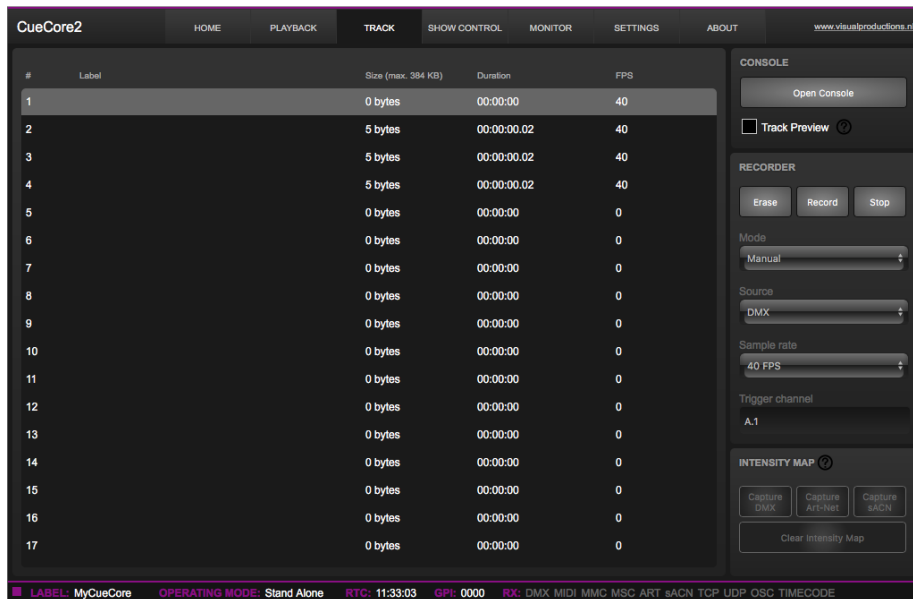 CueCore2 HOME PLAYBACK TRACK SHOW CONTROL MONITOR SETTINGS ABOUT www.visualproductions.nl
# Label Size (max. 384 KB) Duration FPS
1 0 bytes 00:00:00 40
2 5 bytes 00:00:00.02 40
3 5 bytes 00:00:00.02 40
4 5 bytes 00:00:00.02 40
5 0 bytes 00:00:00 0
6 0 bytes 00:00:00 0
7 0 bytes 00:00:00 0
8 0 bytes 00:00:00 0
9 0 bytes 00:00:00 0
10 0 bytes 00:00:00 0
11 0 bytes 00:00:00 0
12 0 bytes 00:00:00 0
13 0 bytes 00:00:00 0
14 0 bytes 00:00:00 0
15 0 bytes 00:00:00 0
16 0 bytes 00:00:00 0
17 0 bytes 00:00:00 0
CONSOLE
Open Console
Track Preview ?
RECORDER
Erase Record Stop
Mode
Manual
Source
DMX
Sample rate
40 FPS
Trigger channel
A.1
INTENSITY MAP ?
Capture DMX
Capture Art-Net
Capture sACN
Clear Intensity Map
LABEL: MyCueCore OPERATING MODE: Stand Alone RTC: 11:33:03 GPI: 0000 RX: DMX MIDI MMC MSC ART sACN TCP UDP OSC TIMECODE